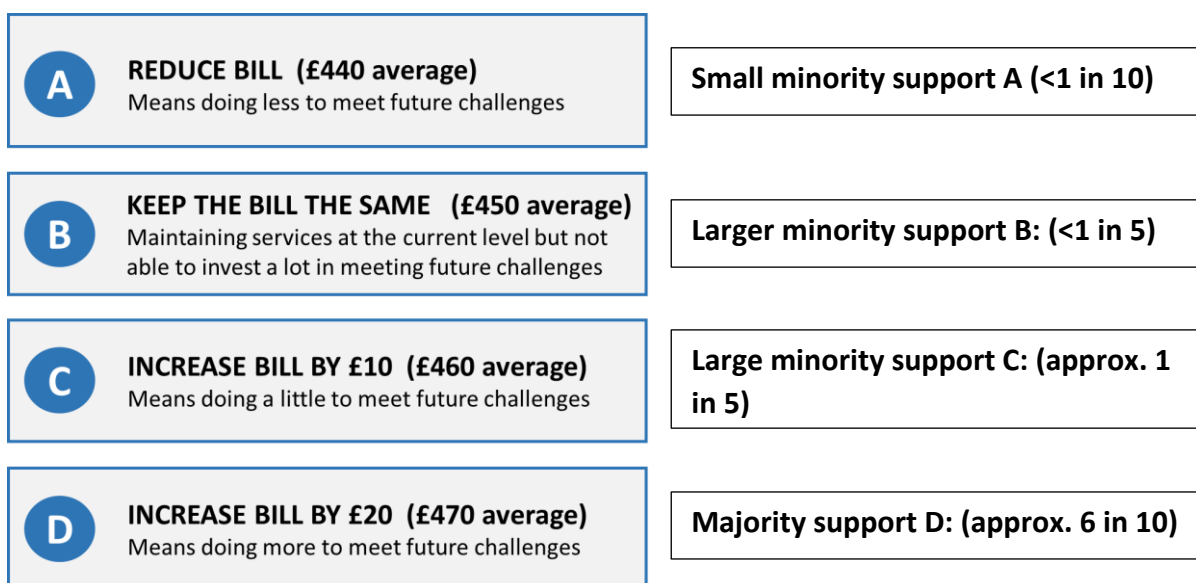 A
REDUCE BILL (£440 average)
Means doing less to meet future challenges
Small minority support A (<1 in 10)
B
KEEP THE BILL THE SAME (£450 average)
Maintaining services at the current level but not
able to invest a lot in meeting future challenges
Larger minority support B: (<1 in 5)
C
INCREASE BILL BY £10 (£460 average)
Means doing a little to meet future challenges
Large minority support C: (approx. 1
in 5)
D
INCREASE BILL BY £20 (£470 average)
Means doing more to meet future challenges
Majority support D: (approx. 6 in 10)